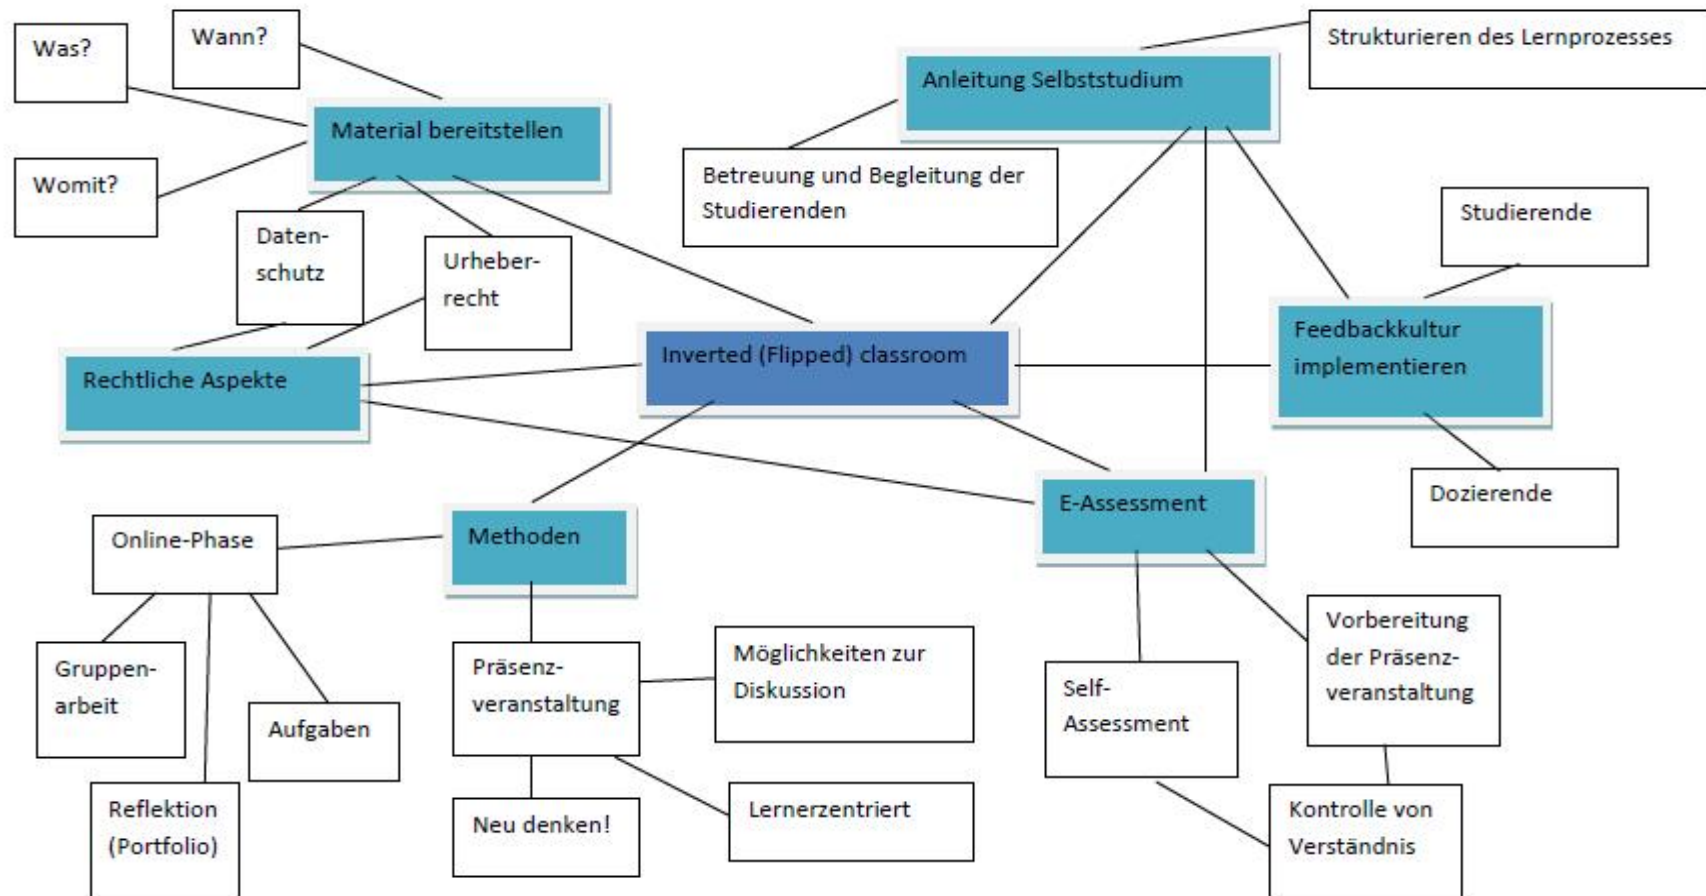 Was?
Wann?
Strukturieren des Lernprozesses
Anleitung Selbststudium
Material bereitstellen
Womit?
Betreuung und Begleitung der
Studierenden
Studierende
Daten-
schutz
Urheber-
recht
Feedbackkultur
implementieren
Inverted (Flipped) classroom
Rechtliche Aspekte
Dozierende
E-Assessment
Methoden
Online-Phase
Gruppen-
arbeit
Aufgaben
Reflektion
(Portfolio)
Präsenz-
veranstaltung
Möglichkeiten zur
Diskussion
Neu denken!
Lernerzentriert
Self-
Assessment
Vorbereitung
der Präsenz-
veranstaltung
Kontrolle von
Verständnis